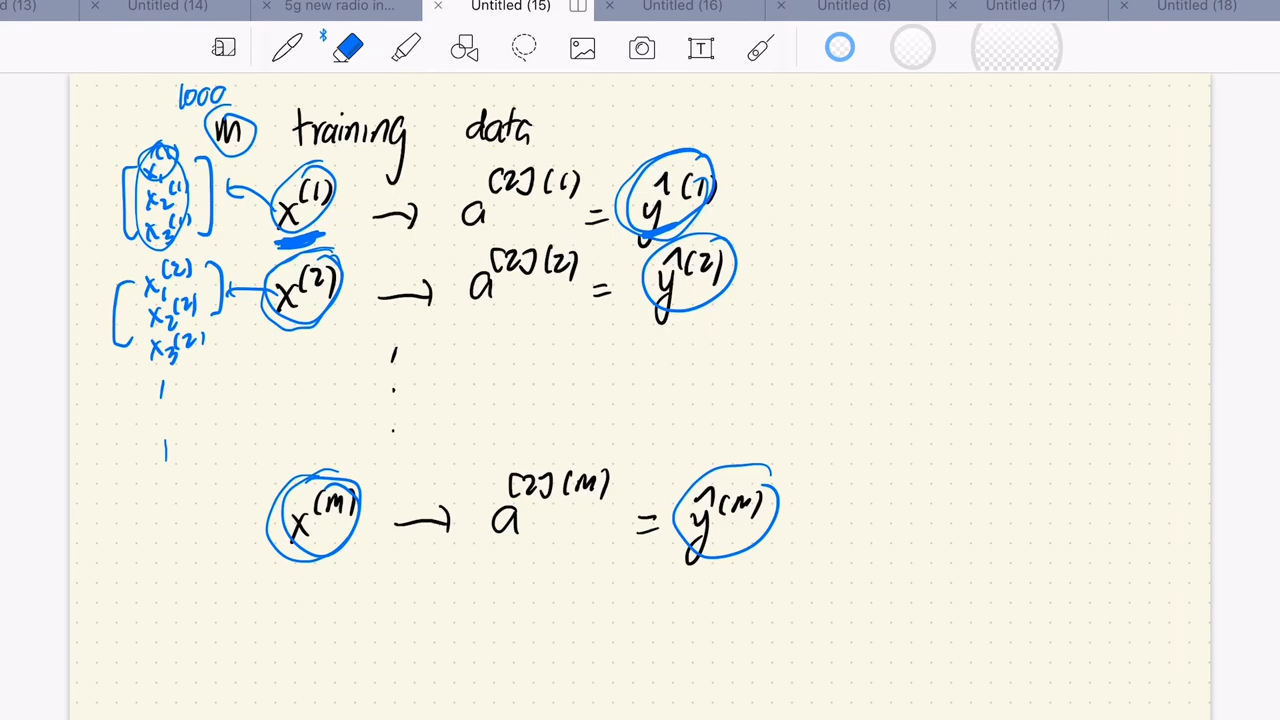 (13) Untitled (14) 5g new radio in... Untitled (15) Untitled (16) Untitled (6) Untitled (17) Untitled (18)
1000
m training data
x₁⁽¹⁾ x₂⁽¹⁾ x₃⁽¹⁾
x⁽¹⁾ → a^[2](1) = ŷ⁽¹⁾
x₁⁽²⁾ x₂⁽²⁾ x₃⁽²⁾
x⁽²⁾ → a^[2](2) = ŷ⁽²⁾
x^(m) → a^[2](m) = ŷ^(m)